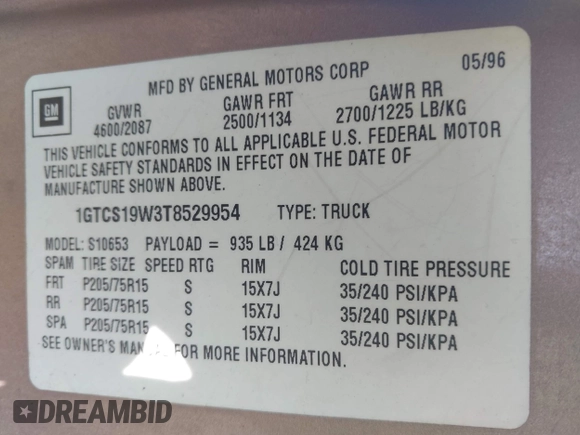 MFD BY GENERAL MOTORS CORP 05/96
GM
GVWR GAWR FRT GAWR RR
4600/2087 2500/1134 2700/1225 LB/KG
THIS VEHICLE CONFORMS TO ALL APPLICABLE U.S. FEDERAL MOTOR
VEHICLE SAFETY STANDARDS IN EFFECT ON THE DATE OF
MANUFACTURE SHOWN ABOVE.
1GTCS19W3T8529954 TYPE: TRUCK
MODEL: S10653 PAYLOAD = 935 LB / 424 KG
SPAM TIRE SIZE SPEED RTG RIM COLD TIRE PRESSURE
FRT P205/75R15 S 15X7J 35/240 PSI/KPA
RR P205/75R15 S 15X7J 35/240 PSI/KPA
SPA P205/75R15 S 15X7J 35/240 PSI/KPA
SEE OWNER'S MANUAL FOR MORE INFORMATION.
DREAMBID